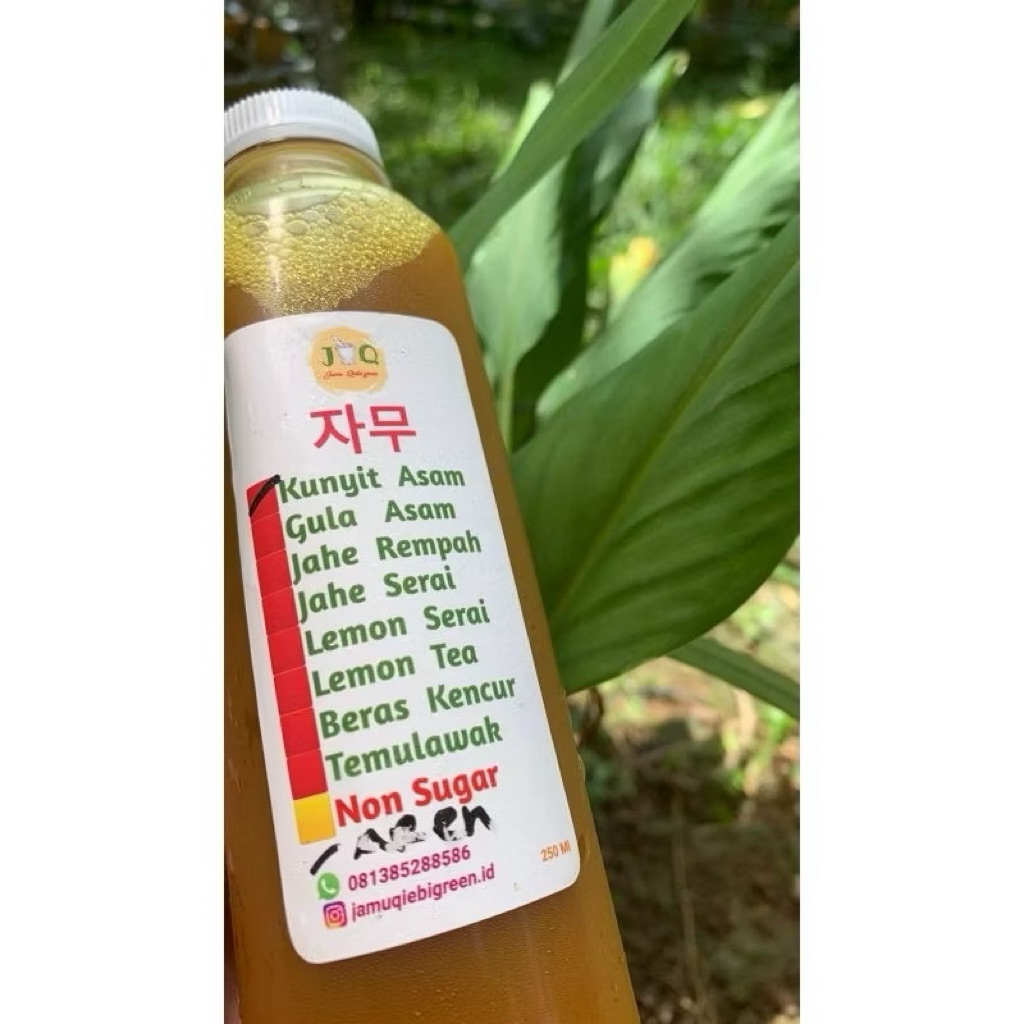 J Q
자무
Kunyit Asam
Gula Asam
Jahe Rempah
Jahe Serai
Lemon Serai
Lemon Tea
Beras Kencur
Temulawak
Non Sugar
Aren
081385288586
250 Ml
jamuqiebigreen.id